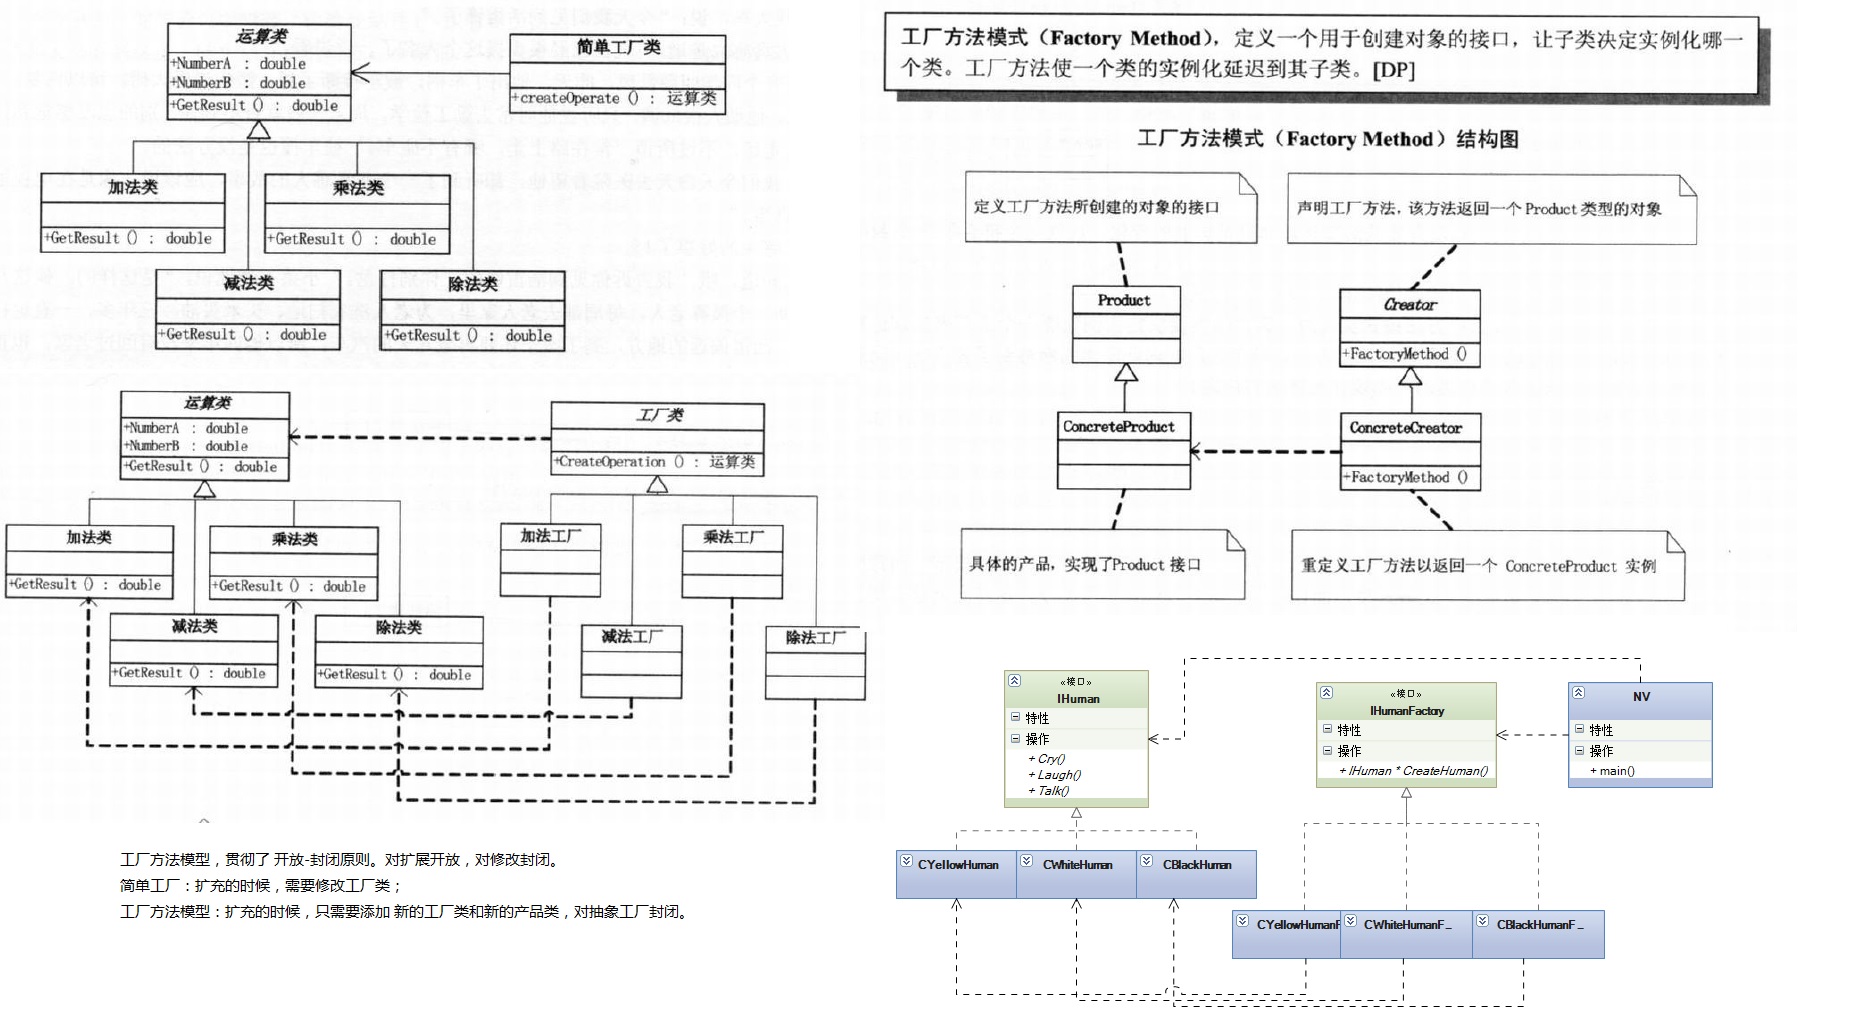 运算类
+NumberA : double
+NumberB : double
+GetResult () : double
简单工厂类
+createOperate () : 运算类
加法类
+GetResult () : double
乘法类
+GetResult () : double
减法类
+GetResult () : double
除法类
+GetResult () : double
运算类
+NumberA : double
+NumberB : double
+GetResult () : double
工厂类
+CreateOperation () : 运算类
加法类
+GetResult () : double
乘法类
+GetResult () : double
加法工厂
乘法工厂
减法类
+GetResult () : double
除法类
+GetResult () : double
减法工厂
除法工厂
工厂方法模型，贯彻了 开放-封闭原则。对扩展开放，对修改封闭。
简单工厂：扩充的时候，需要修改工厂类；
工厂方法模型：扩充的时候，只需要添加 新的工厂类和新的产品类，对抽象工厂封闭。
工厂方法模式（Factory Method），定义一个用于创建对象的接口，让子类决定实例化哪一
个类。工厂方法使一个类的实例化延迟到其子类。[DP]
工厂方法模式（Factory Method）结构图
定义工厂方法所创建的对象的接口
声明工厂方法，该方法返回一个 Product 类型的对象
Product
Creator
+FactoryMethod ()
ConcreteProduct
ConcreteCreator
+FactoryMethod ()
具体的产品，实现了Product 接口
重定义工厂方法以返回一个 ConcreteProduct 实例
«接口»
IHuman
特性
操作
+ Cry()
+ Laugh()
+ Talk()
«接口»
IHumanFactory
特性
操作
+ IHuman * CreateHuman()
NV
特性
操作
+ main()
CYellowHuman
CWhiteHuman
CBlackHuman
CYellowHumanF
CWhiteHumanF...
CBlackHumanF...